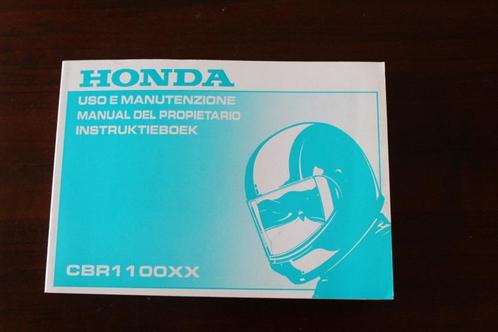 HONDA
USO E MANUTENZIONE
MANUAL DEL PROPIETARIO
INSTRUKTIEBOEK
CBR1100XX